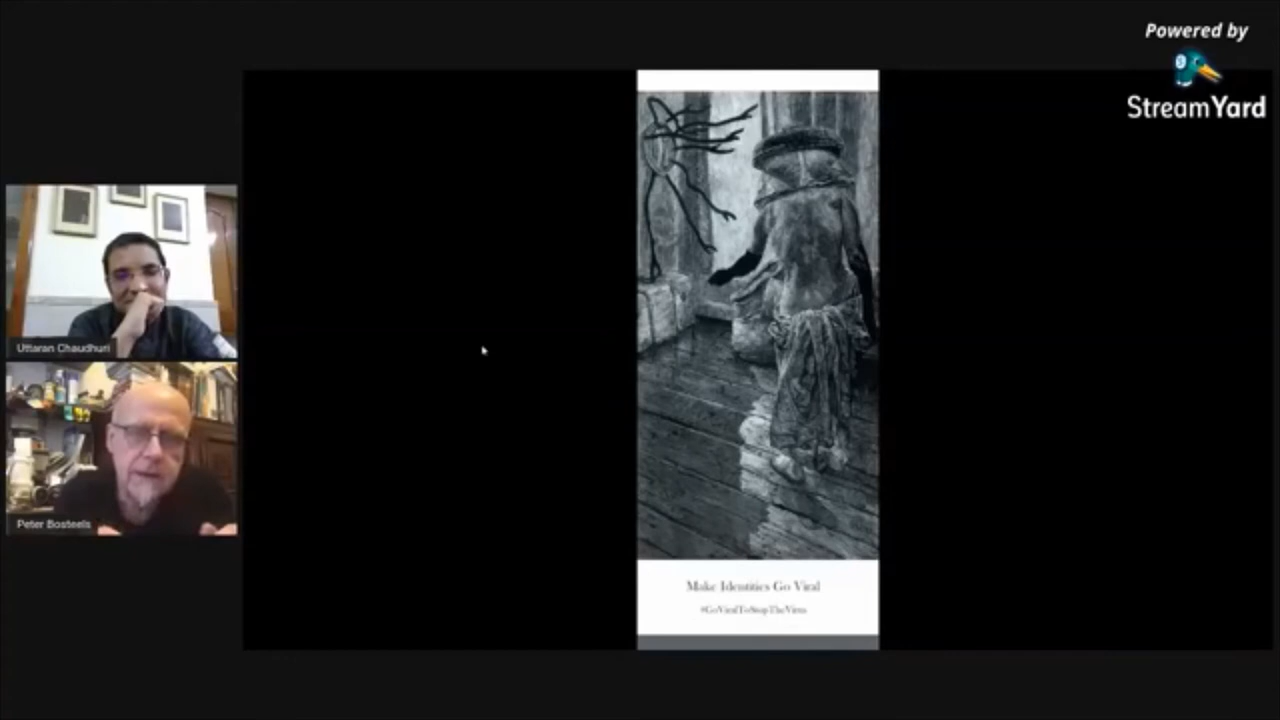 Powered by
StreamYard
Uttaran Chaudhuri
Peter Bosteels
Make Identities Go Viral
#GoViralToStopTheVirus